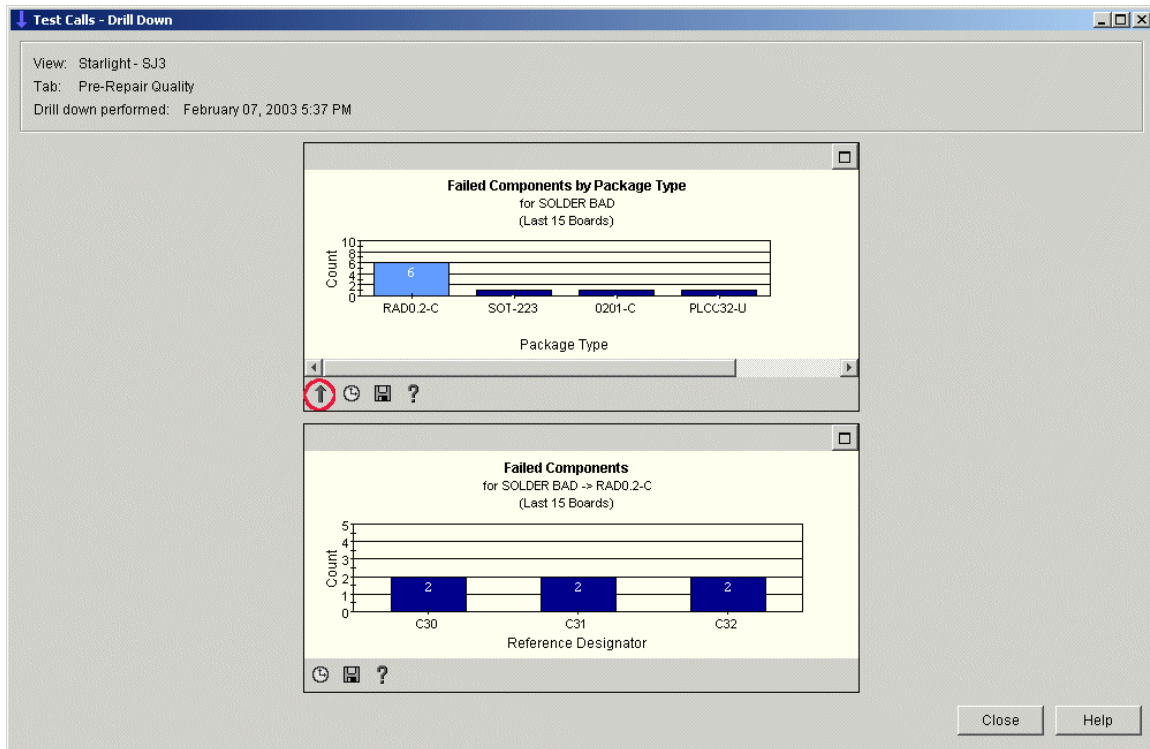 Test Calls - Drill Down
View: Starlight - SJ3
Tab: Pre-Repair Quality
Drill down performed: February 07, 2003 5:37 PM
Failed Components by Package Type
for SOLDER BAD
(Last 15 Boards)
Count
10
8
6
4
2
0
6
RAD0.2-C SOT-223 0201-C PLCC32-U
Package Type
?
Failed Components
for SOLDER BAD -> RAD0.2-C
(Last 15 Boards)
Count
5
4
3
2
1
0
2 2 2
C30 C31 C32
Reference Designator
?
Close Help